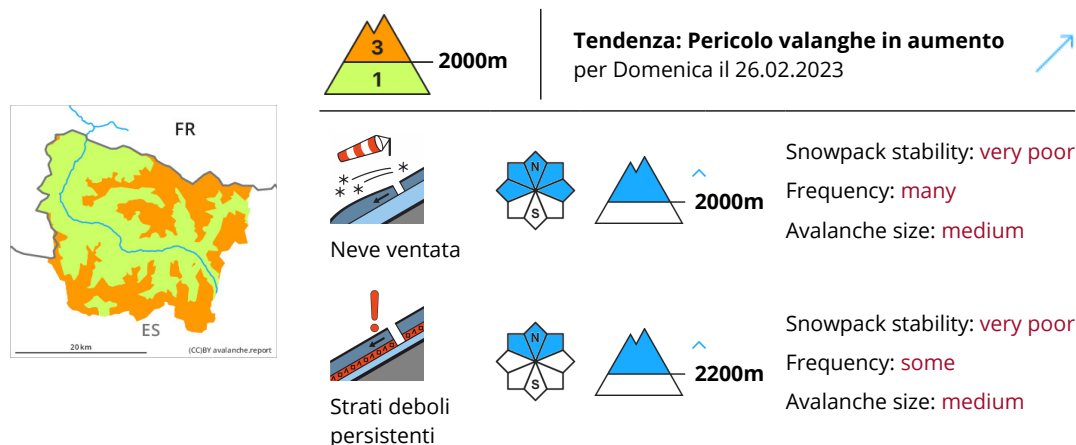 3
1
2000m
Tendenza: Pericolo valanghe in aumento
per Domenica il 26.02.2023
FR
ES
20 km
(CC)BY avalanche.report
Neve ventata
N
S
2000m
Snowpack stability: very poor
Frequency: many
Avalanche size: medium
Strati deboli
persistenti
N
S
2200m
Snowpack stability: very poor
Frequency: some
Avalanche size: medium